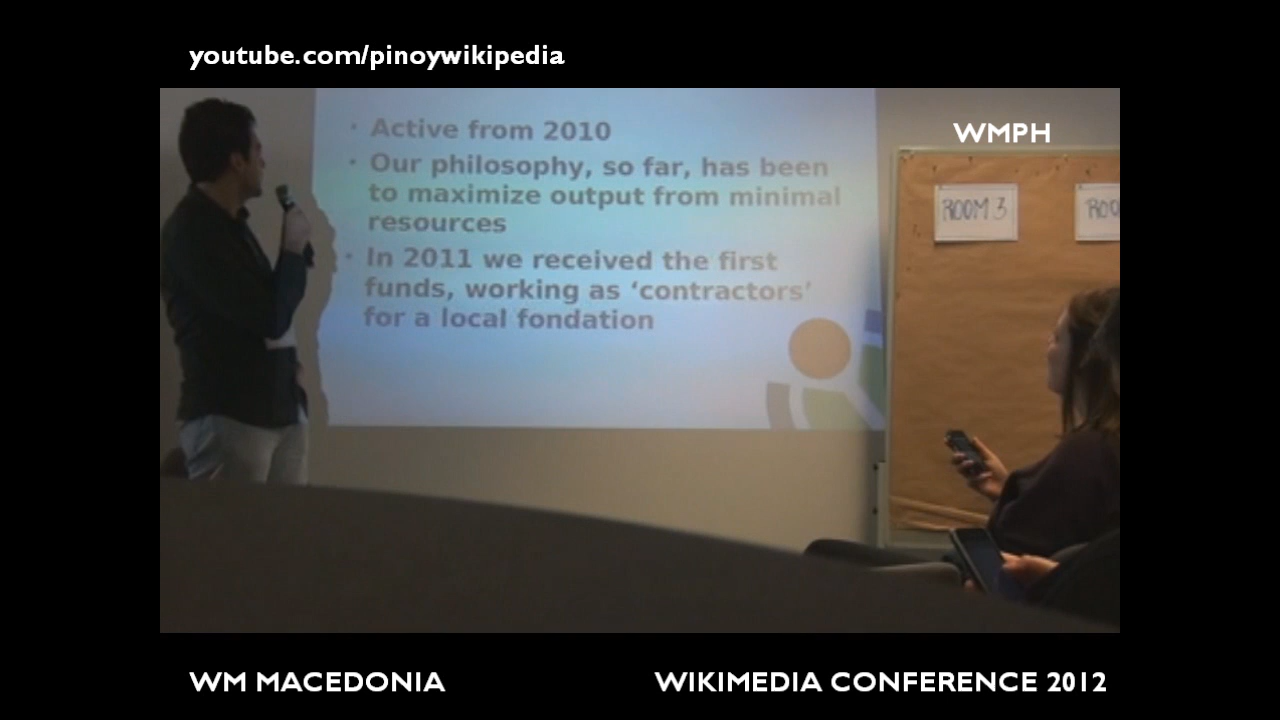 youtube.com/pinoywikipedia
WMPH
• Active from 2010
• Our philosophy, so far, has been
to maximize output from minimal
resources
• In 2011 we received the first
funds, working as ‘contractors’
for a local fondation
ROOM 3
ROO
WM MACEDONIA
WIKIMEDIA CONFERENCE 2012